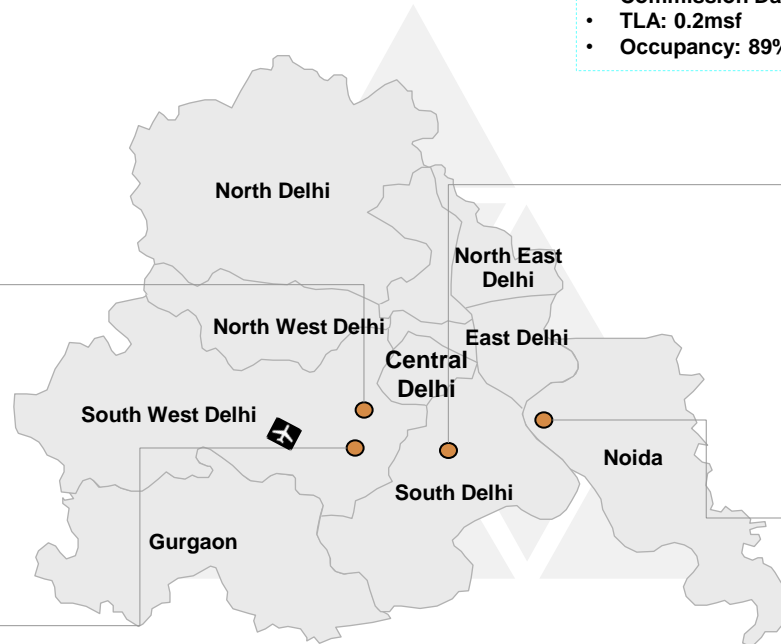 • TLA: 0.2msf
• Occupancy: 89%
North Delhi
North East
Delhi
North West Delhi
East Delhi
Central
Delhi
South West Delhi
Noida
South Delhi
Gurgaon